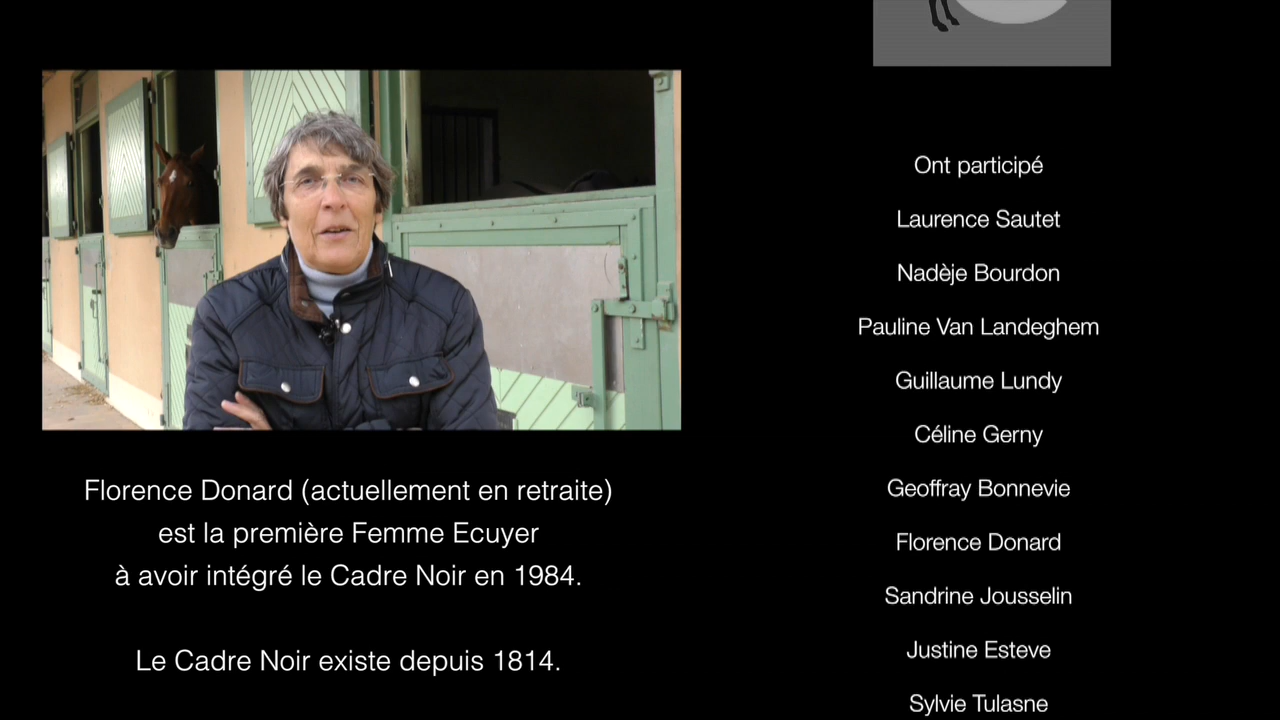 Florence Donard (actuellement en retraite)
est la première Femme Ecuyer
à avoir intégré le Cadre Noir en 1984.
Le Cadre Noir existe depuis 1814.
Ont participé
Laurence Sautet
Nadèje Bourdon
Pauline Van Landeghem
Guillaume Lundy
Céline Gerny
Geoffray Bonnevie
Florence Donard
Sandrine Jousselin
Justine Esteve
Sylvie Tulasne